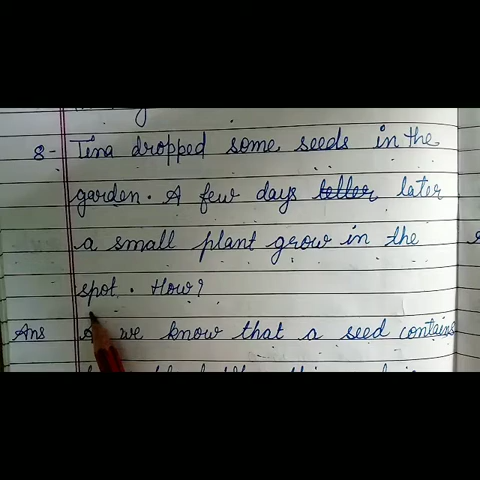 8- Tina dropped some seeds in the
garden. A few days later
a small plant grow in the
spot. How?
Ans we know that a seed contains